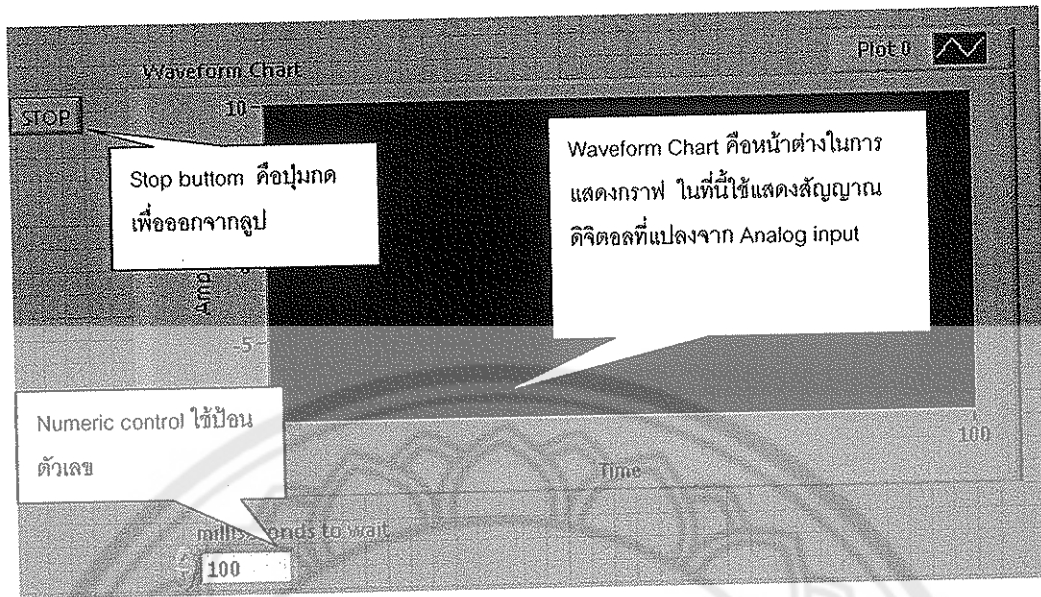 Plot 0
Waveform Chart
STOP
10
Stop buttom คือปุ่มกด
เพื่อออกจากลูป
Waveform Chart คือหน้าต่างในการ
แสดงกราฟ ในที่นี้ใช้แสดงสัญญาณ
ดิจิตอลที่แปลงจาก Analog input
-5
Numeric control ใช้ป้อน
ตัวเลข
100
Time
100